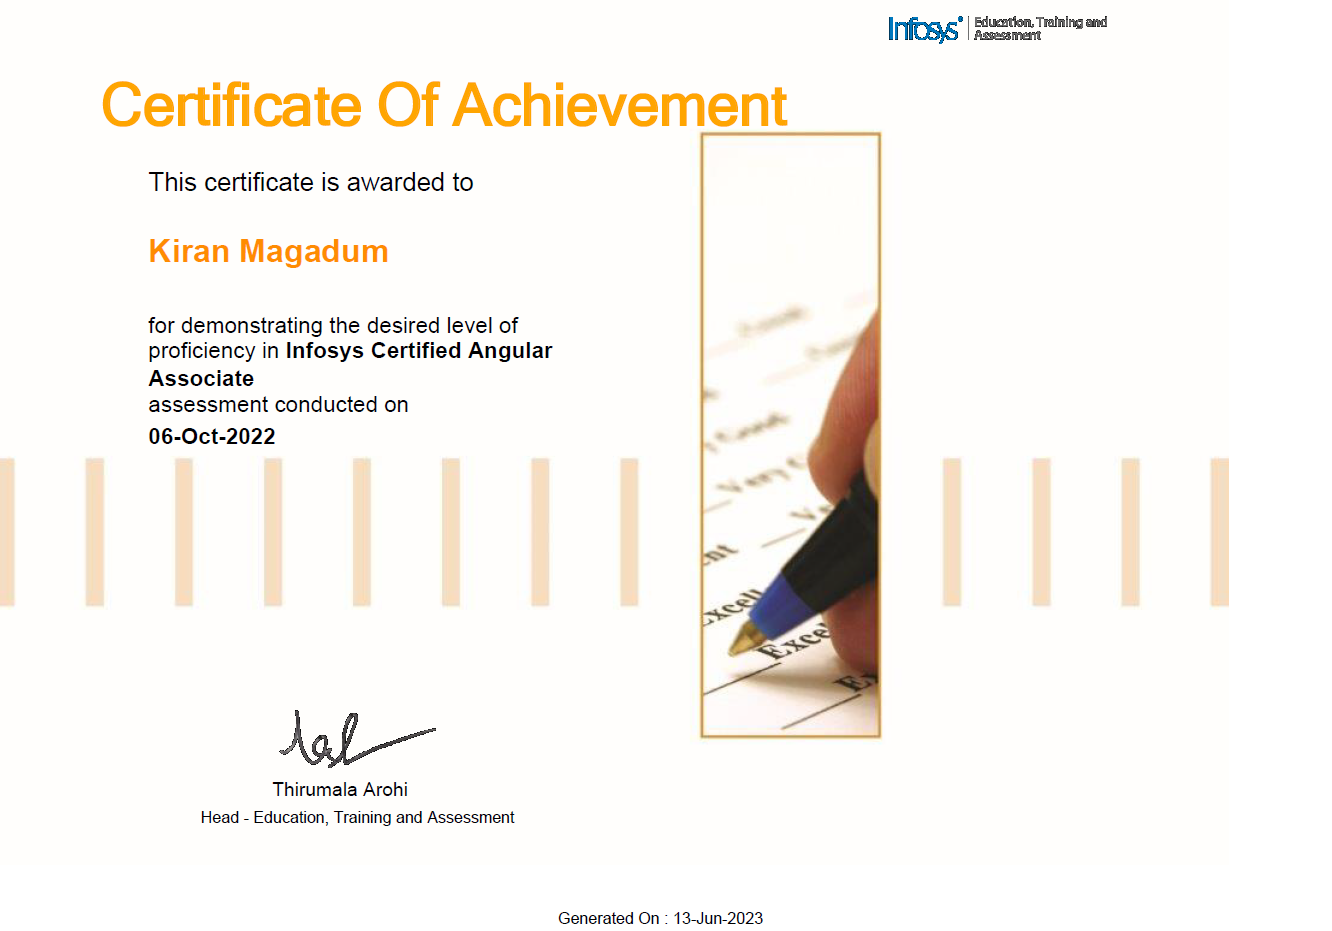 Infosys Education, Training and
Assessment
Certificate Of Achievement
This certificate is awarded to
Kiran Magadum
for demonstrating the desired level of
proficiency in Infosys Certified Angular
Associate
assessment conducted on
06-Oct-2022
Thirumala Arohi
Head - Education, Training and Assessment
Generated On : 13-Jun-2023